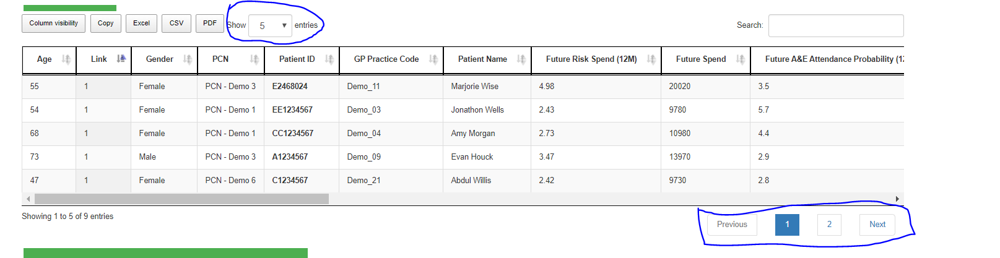 Column visibility Copy Excel CSV PDF Show 5 entries Search:
Age Link Gender PCN Patient ID GP Practice Code Patient Name Future Risk Spend (12M) Future Spend Future A&E Attendance Probability (12
55 1 Female PCN - Demo 3 E2468024 Demo_11 Marjorie Wise 4.98 20020 3.5
54 1 Female PCN - Demo 1 EE1234567 Demo_03 Jonathon Wells 2.43 9780 5.7
68 1 Female PCN - Demo 1 CC1234567 Demo_04 Amy Morgan 2.73 10980 4.4
73 1 Male PCN - Demo 3 A1234567 Demo_09 Evan Houck 3.47 13970 2.9
47 1 Female PCN - Demo 6 C1234567 Demo_21 Abdul Willis 2.42 9730 2.8
Showing 1 to 5 of 9 entries Previous 1 2 Next